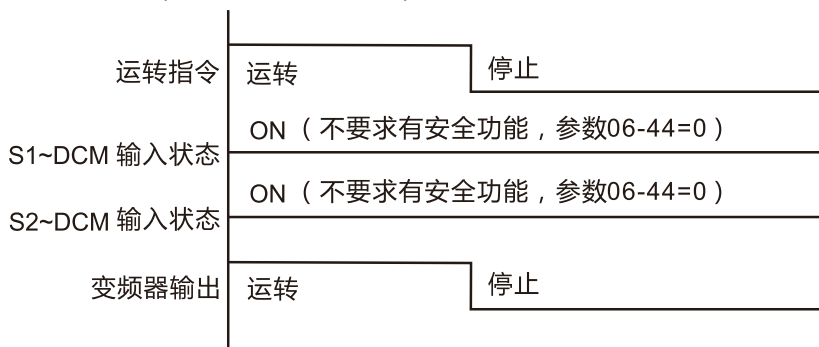 运转指令 运转 停止
ON（不要求有安全功能，参数06-44=0）
S1~DCM 输入状态
ON（不要求有安全功能，参数06-44=0）
S2~DCM 输入状态
变频器输出 运转 停止